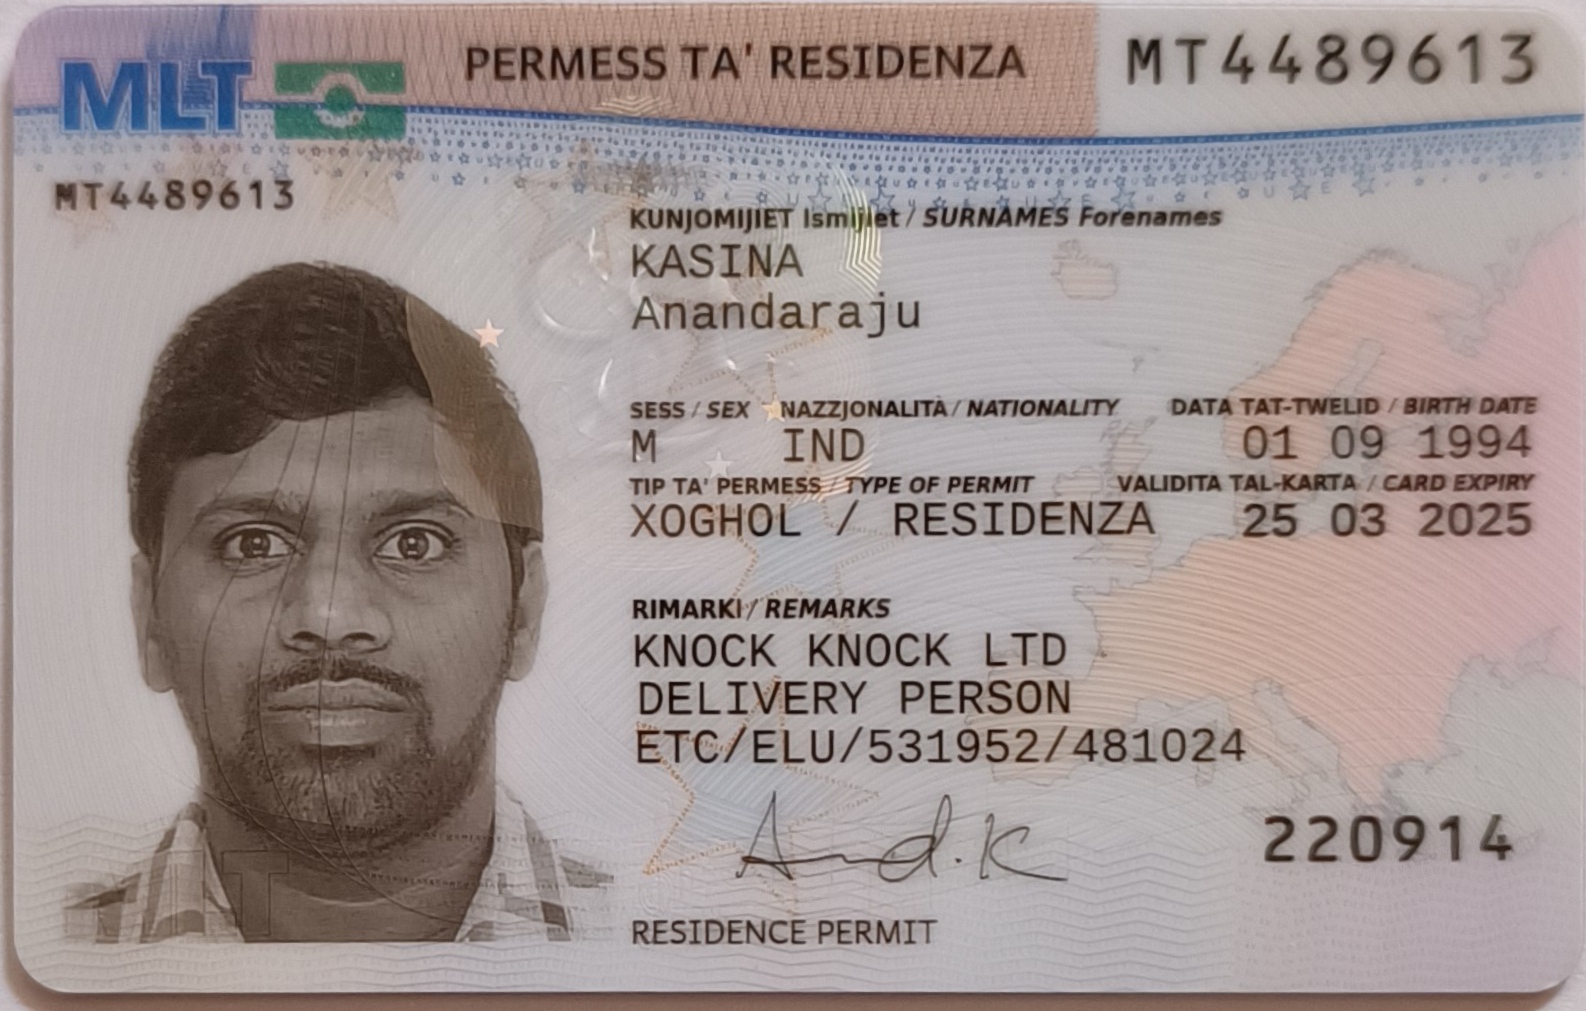 MLT
PERMESS TA' RESIDENZA
MT4489613
MT4489613
KUNJOMIJIET Ismijiet / SURNAMES Forenames
KASINA
Anandaraju
SESS / SEX NAZZJONALITÀ / NATIONALITY DATA TAT-TWELID / BIRTH DATE
M IND 01 09 1994
TIP TA' PERMESS / TYPE OF PERMIT VALIDITA TAL-KARTA / CARD EXPIRY
XOGHOL / RESIDENZA 25 03 2025
RIMARKI / REMARKS
KNOCK KNOCK LTD
DELIVERY PERSON
ETC/ELU/531952/481024
And.K
220914
RESIDENCE PERMIT